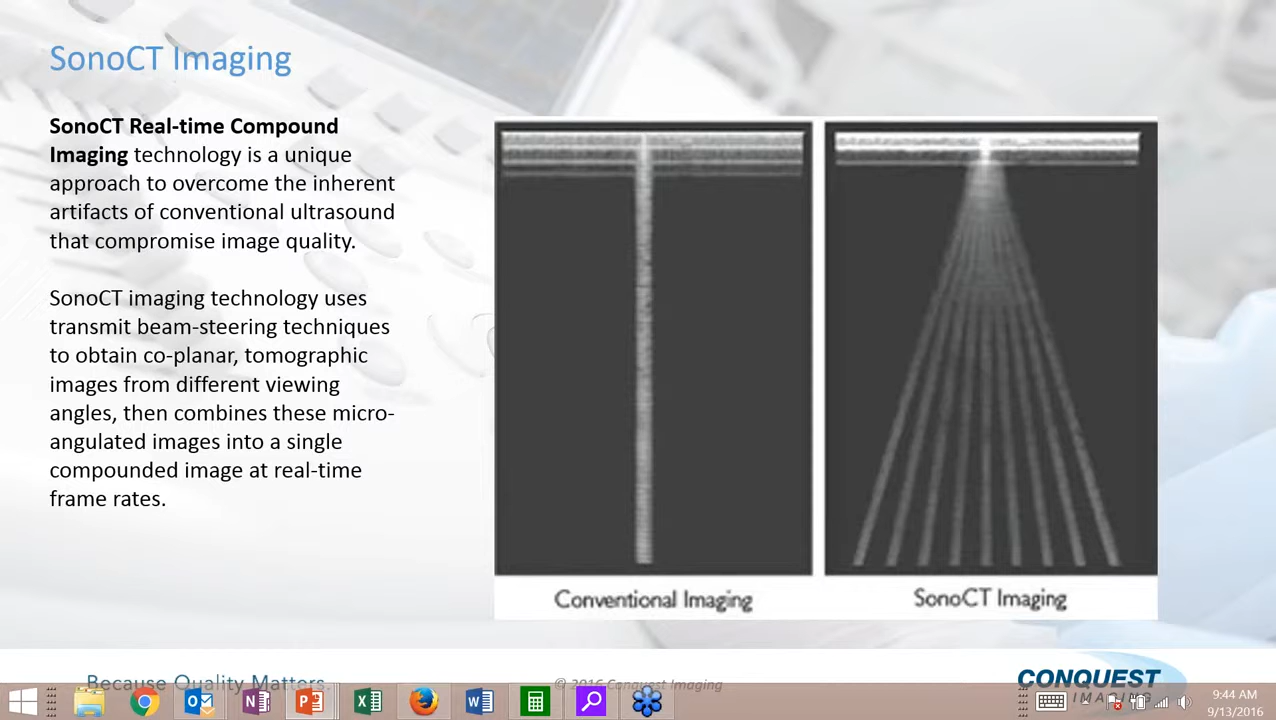 SonoCT Imaging
SonoCT Real-time Compound
Imaging technology is a unique
approach to overcome the inherent
artifacts of conventional ultrasound
that compromise image quality.
SonoCT imaging technology uses
transmit beam-steering techniques
to obtain co-planar, tomographic
images from different viewing
angles, then combines these micro-
angulated images into a single
compounded image at real-time
frame rates.
Conventional Imaging
SonoCT Imaging
Because Quality Matters.
© 2016 Conquest Imaging
CONQUEST
IMAGING
9:44 AM
9/13/2016